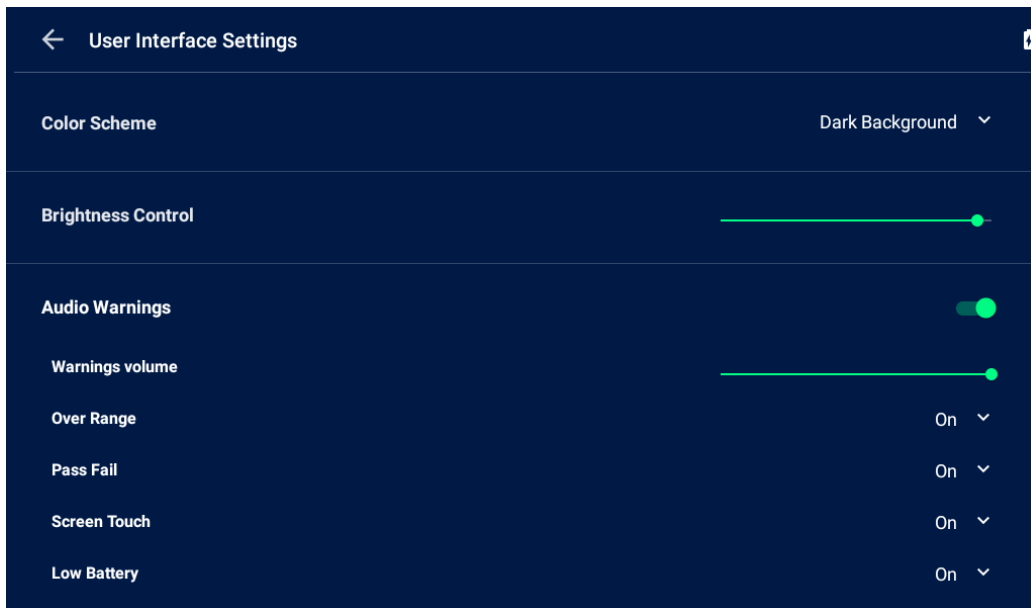 User Interface Settings
Color Scheme Dark Background
Brightness Control
Audio Warnings
Warnings volume
Over Range On
Pass Fail On
Screen Touch On
Low Battery On